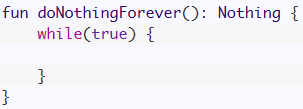 fun doNothingForever(): Nothing {
    while(true) {

    }
}